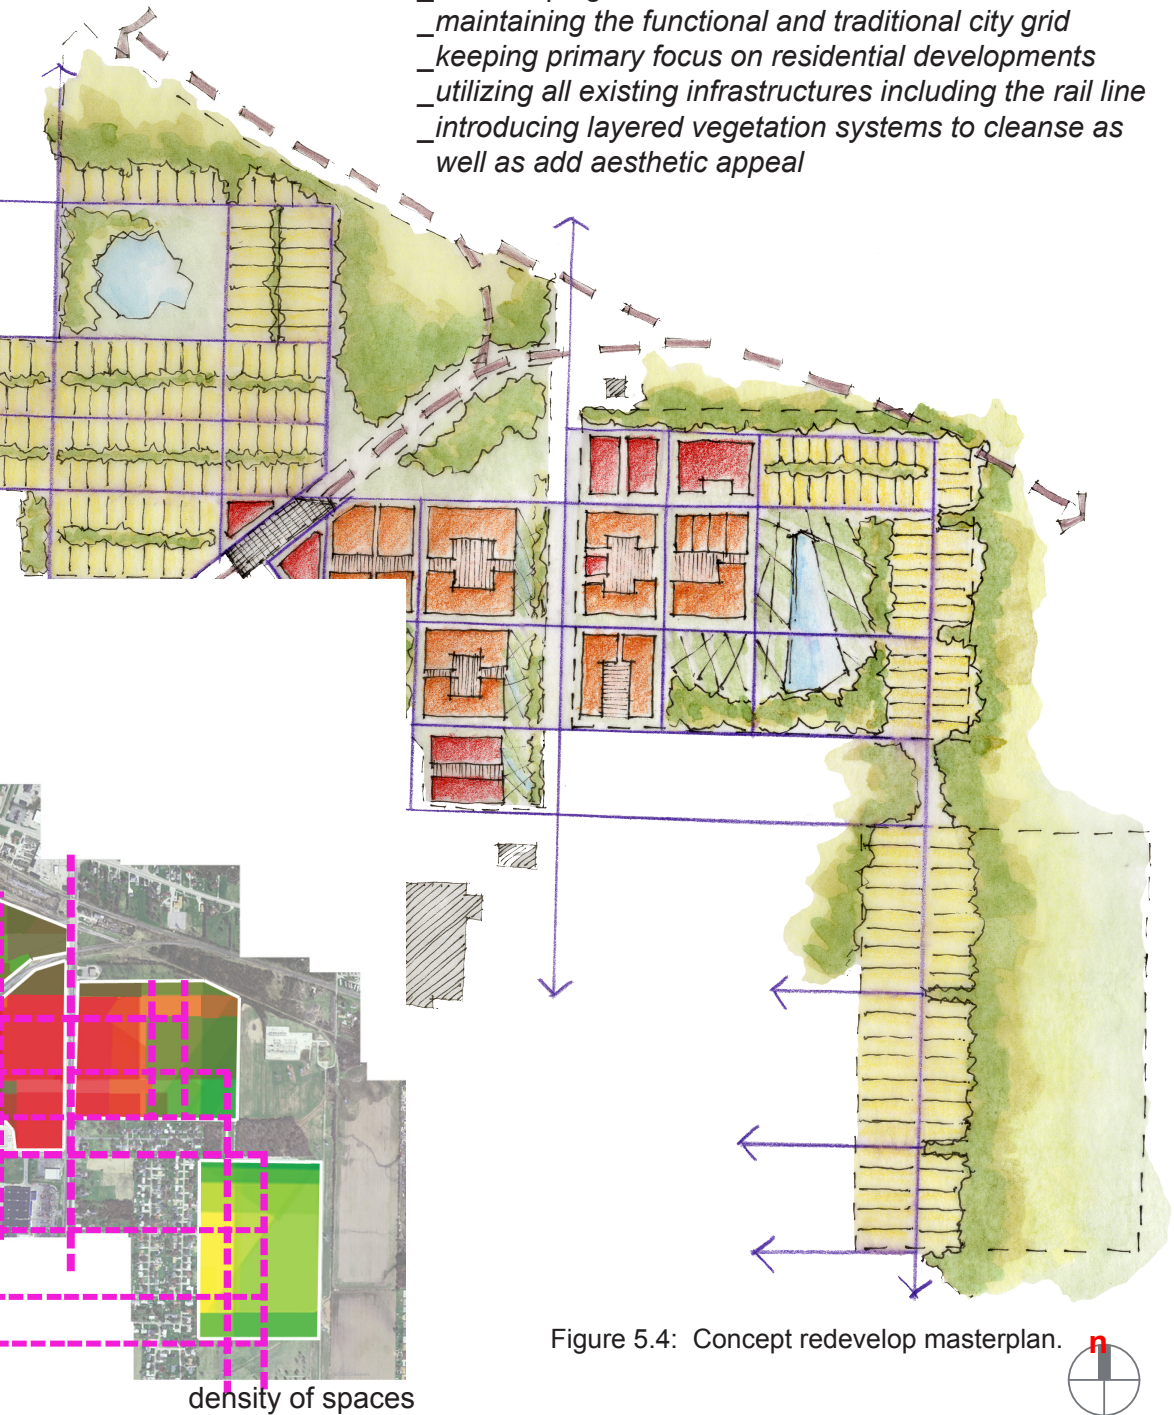 _maintaining the functional and traditional city grid
_keeping primary focus on residential developments
_utilizing all existing infrastructures including the rail line
_introducing layered vegetation systems to cleanse as
well as add aesthetic appeal
Figure 5.4: Concept redevelop masterplan.
n
density of spaces